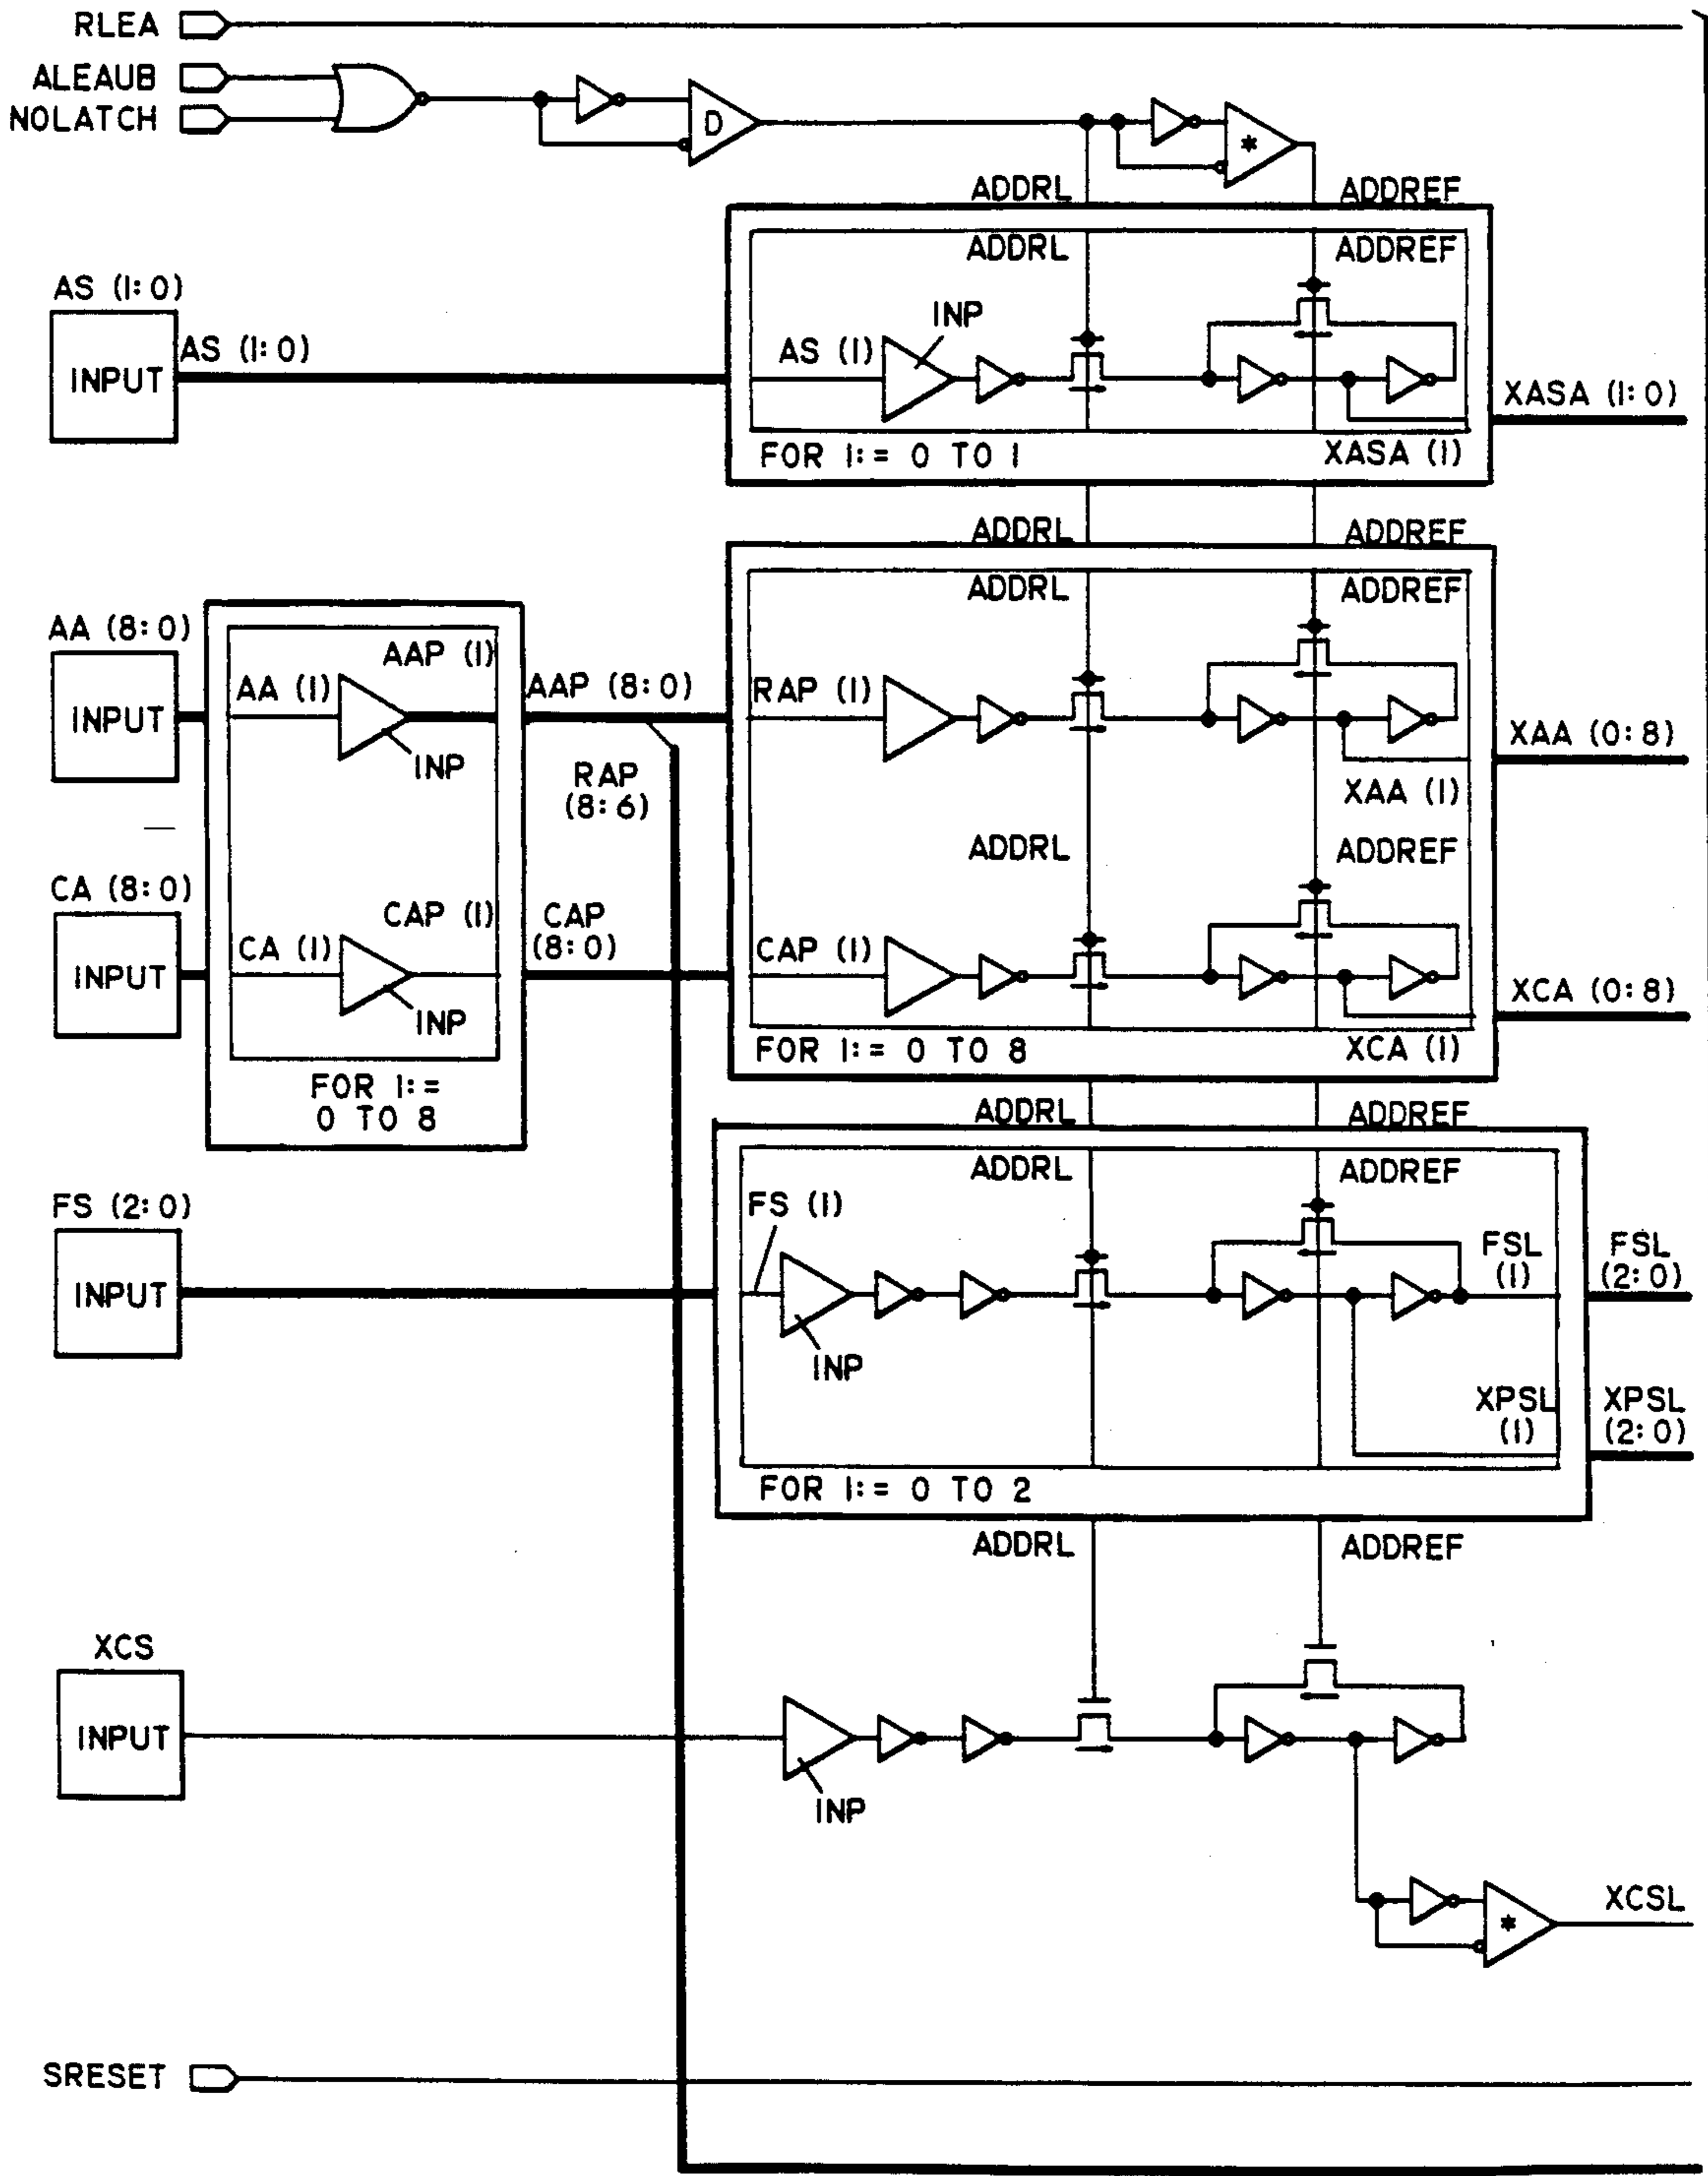 RLEA
ALEAUB
NOLATCH
D
*
ADDRL
ADDREF
ADDRL
ADDREF
AS (1:0)
INPUT
AS (1:0)
AS (I)
INP
XASA (1:0)
FOR I:= 0 TO 1
XASA (I)
ADDRL
ADDREF
ADDRL
ADDREF
AA (8:0)
INPUT
AA (I)
AAP (I)
INP
AAP (8:0)
RAP
(8:6)
RAP (I)
XAA (0:8)
XAA (I)
ADDRL
ADDREF
CA (8:0)
INPUT
CA (I)
CAP (I)
INP
CAP
(8:0)
CAP (I)
XCA (0:8)
FOR I:=
0 TO 8
FOR I:= 0 TO 8
XCA (I)
ADDRL
ADDREF
ADDRL
ADDREF
FS (2:0)
INPUT
FS (I)
INP
FSL
(I)
FSL
(2:0)
XPSL
(I)
XPSL
(2:0)
FOR I:= 0 TO 2
ADDRL
ADDREF
XCS
INPUT
INP
*
XCSL
SRESET